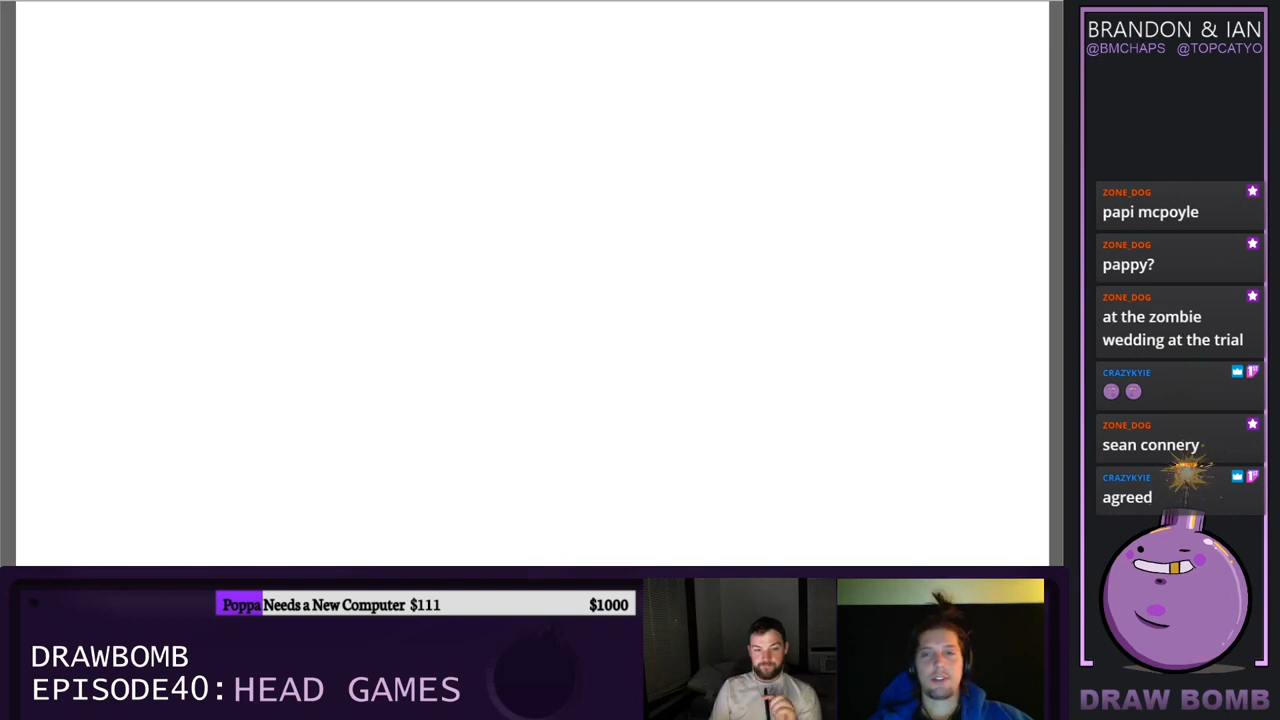 BRANDON & IAN
@BMCHAPS @TOPCATYO
ZONE_DOG
papi mcpoyle
ZONE_DOG
pappy?
ZONE_DOG
at the zombie
wedding at the trial
CRAZYKYIE
ZONE_DOG
sean connery
CRAZYKYIE
agreed
Poppa Needs a New Computer $111 $1000
DRAWBOMB
EPISODE40: HEAD GAMES
DRAW BOMB